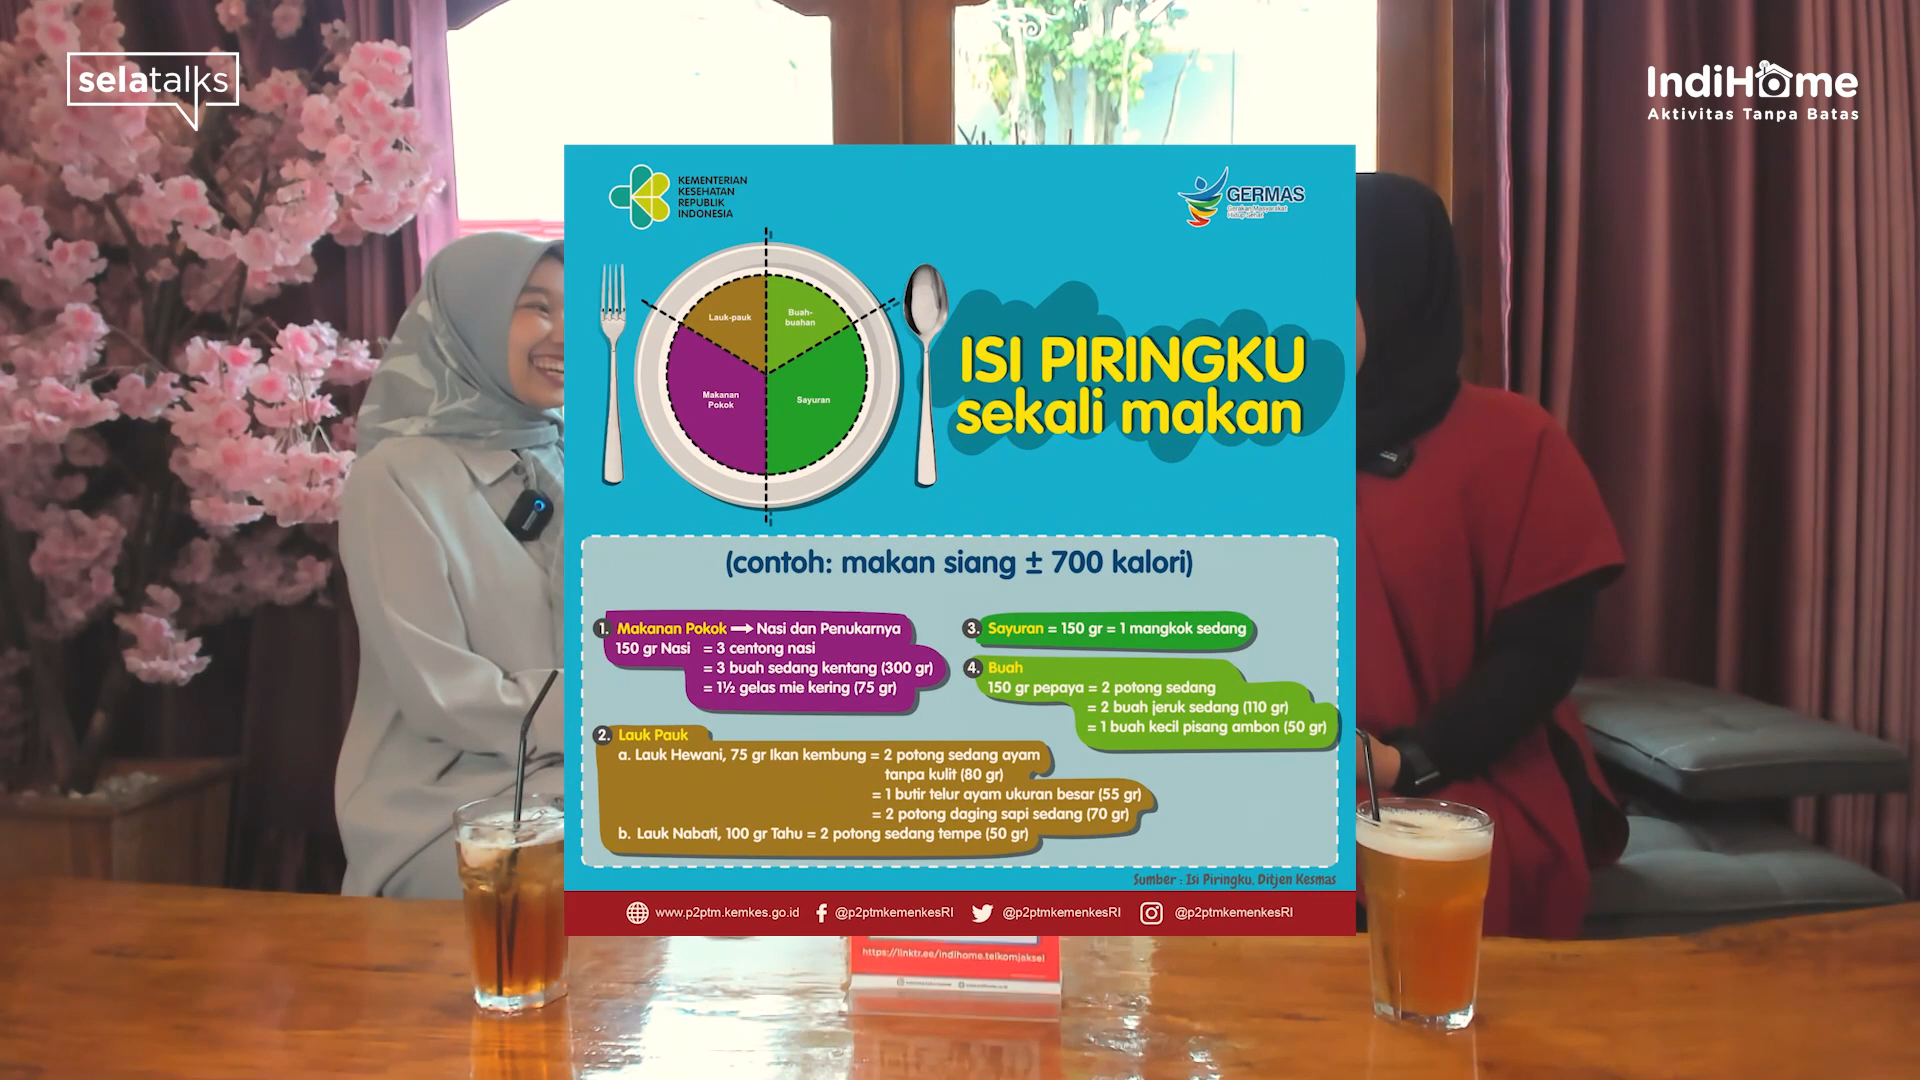 selatalks
IndiHome
Aktivitas Tanpa Batas
KEMENTERIAN
KESEHATAN
REPUBLIK
INDONESIA
GERMAS
Gerakan Masyarakat
Hidup Sehat
Lauk-pauk
Buah-
buahan
Makanan
Pokok
Sayuran
ISI PIRINGKU
sekali makan
(contoh: makan siang ± 700 kalori)
1. Makanan Pokok → Nasi dan Penukarnya
150 gr Nasi = 3 centong nasi
= 3 buah sedang kentang (300 gr)
= 1½ gelas mie kering (75 gr)
2. Lauk Pauk
a. Lauk Hewani, 75 gr Ikan kembung = 2 potong sedang ayam
tanpa kulit (80 gr)
= 1 butir telur ayam ukuran besar (55 gr)
= 2 potong daging sapi sedang (70 gr)
b. Lauk Nabati, 100 gr Tahu = 2 potong sedang tempe (50 gr)
3. Sayuran = 150 gr = 1 mangkok sedang
4. Buah
150 gr pepaya = 2 potong sedang
= 2 buah jeruk sedang (110 gr)
= 1 buah kecil pisang ambon (50 gr)
Sumber : Isi Piringku, Ditjen Kesmas
www.p2ptm.kemkes.go.id @p2ptmkemenkesRI @p2ptmkemenkesRI @p2ptmkemenkesRI
https://linktr.ee/indihome.telkomjaksel